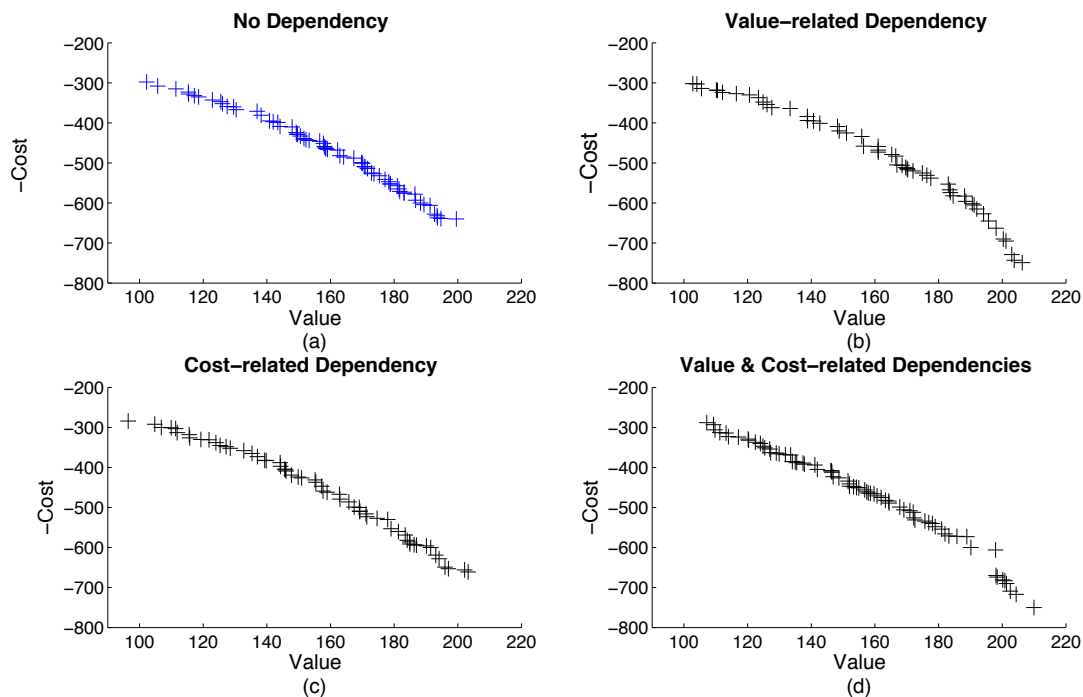 No Dependency
−Cost
−200
−300
−400
−500
−600
−700
−800
100 120 140 160 180 200 220
Value
(a)
Value−related Dependency
−Cost
−200
−300
−400
−500
−600
−700
−800
100 120 140 160 180 200 220
Value
(b)
Cost−related Dependency
−Cost
−200
−300
−400
−500
−600
−700
−800
100 120 140 160 180 200 220
Value
(c)
Value & Cost−related Dependencies
−Cost
−200
−300
−400
−500
−600
−700
−800
100 120 140 160 180 200 220
Value
(d)